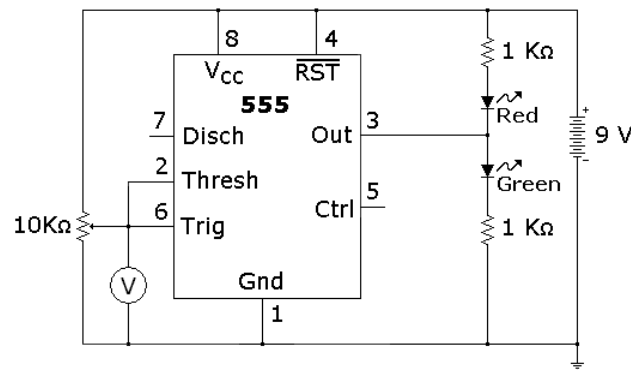 8
4
1 KΩ
VCC
RST
555
7
3
Red
Disch
Out
9 V
2
Thresh
Green
5
6
Ctrl
10KΩ
Trig
1 KΩ
V
Gnd
1